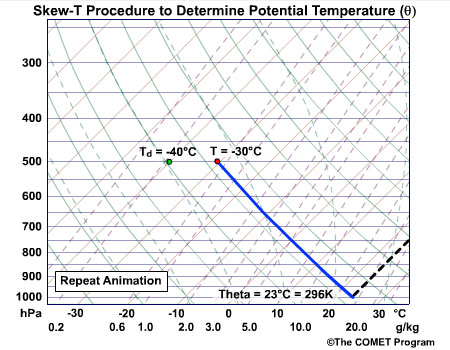 Skew-T Procedure to Determine Potential Temperature (θ)
300
400
T_d = -40°C T = -30°C
500
600
700
800
900
Repeat Animation
Theta = 23°C = 296K
1000
hPa -30 -20 -10 0 10 20 30 °C
0.2 0.6 1.0 2.0 3.0 5.0 10.0 20.0 g/kg
©The COMET Program